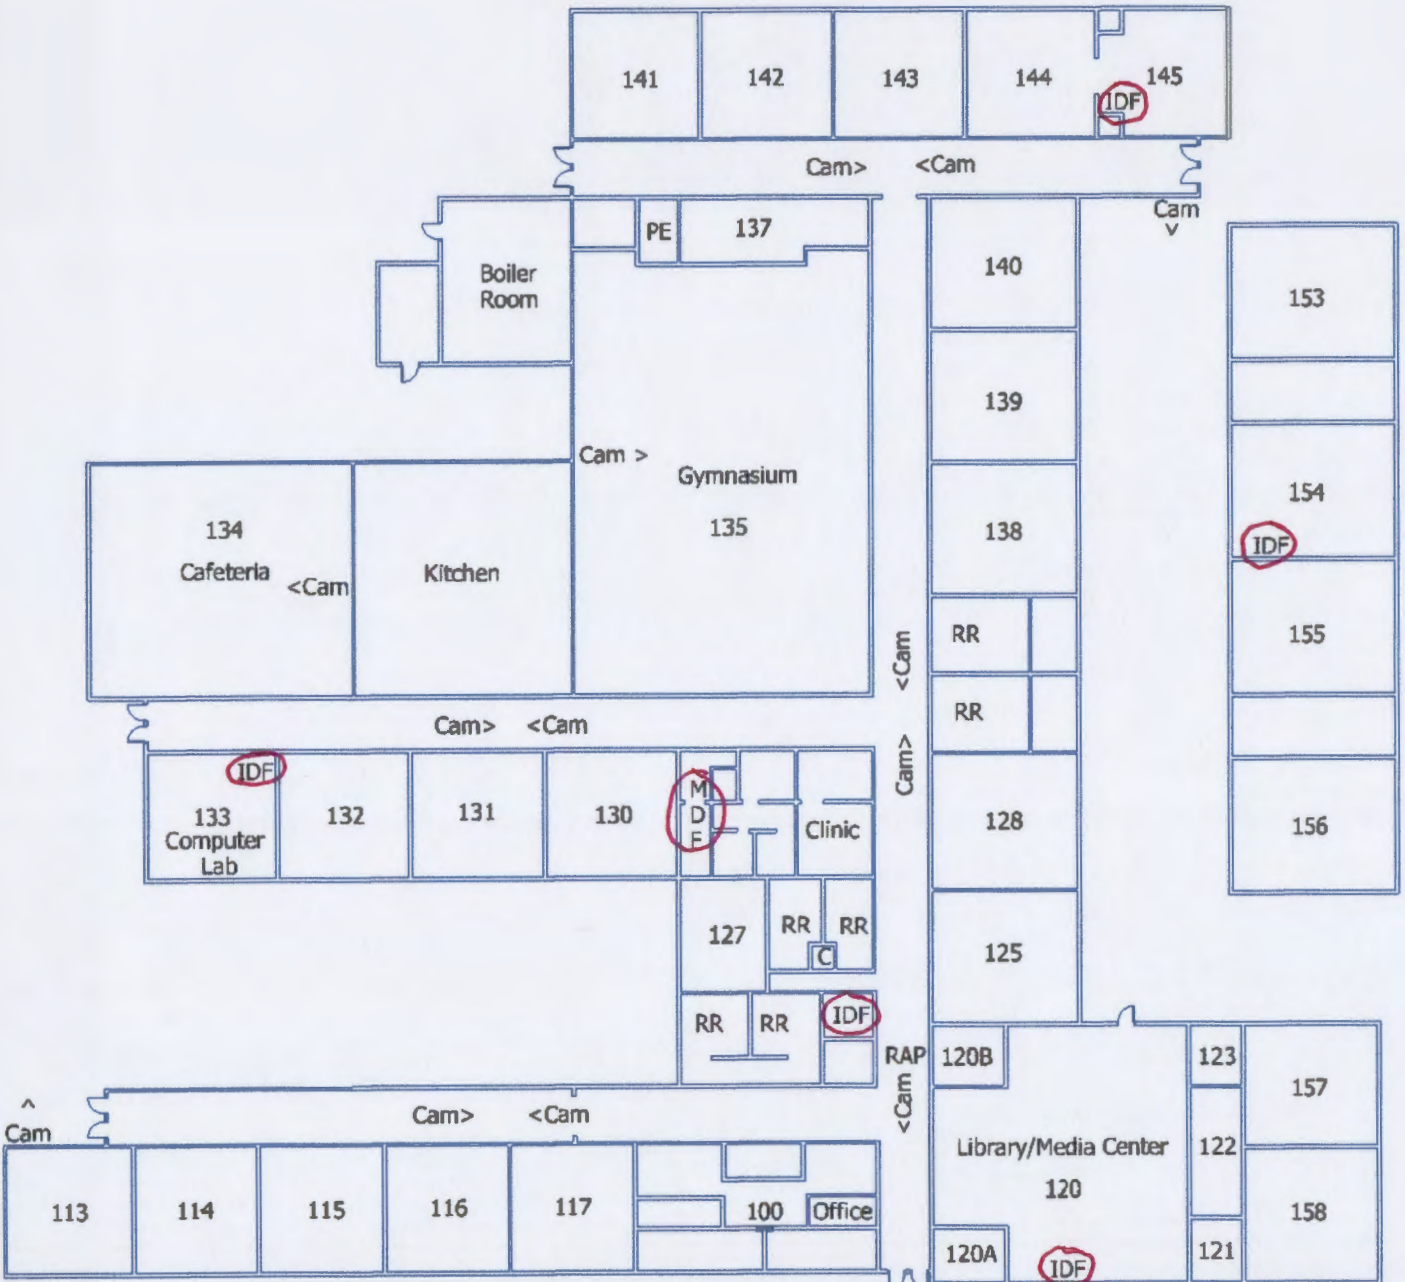 141
142
143
144
145
IDF
Cam>
<Cam
Cam
v
PE
137
Boiler
Room
140
153
139
Cam >
Gymnasium
135
154
IDF
134
Cafeteria
<Cam
Kitchen
138
155
RR
<Cam
RR
Cam>
<Cam
Cam>
IDF
133
Computer
Lab
132
131
130
M
D
F
Clinic
128
156
127
RR
RR
C
125
RR
RR
IDF
RAP
120B
123
157
<Cam
^
Cam
Cam>
<Cam
Library/Media Center
120
122
113
114
115
116
117
100
Office
158
120A
IDF
121